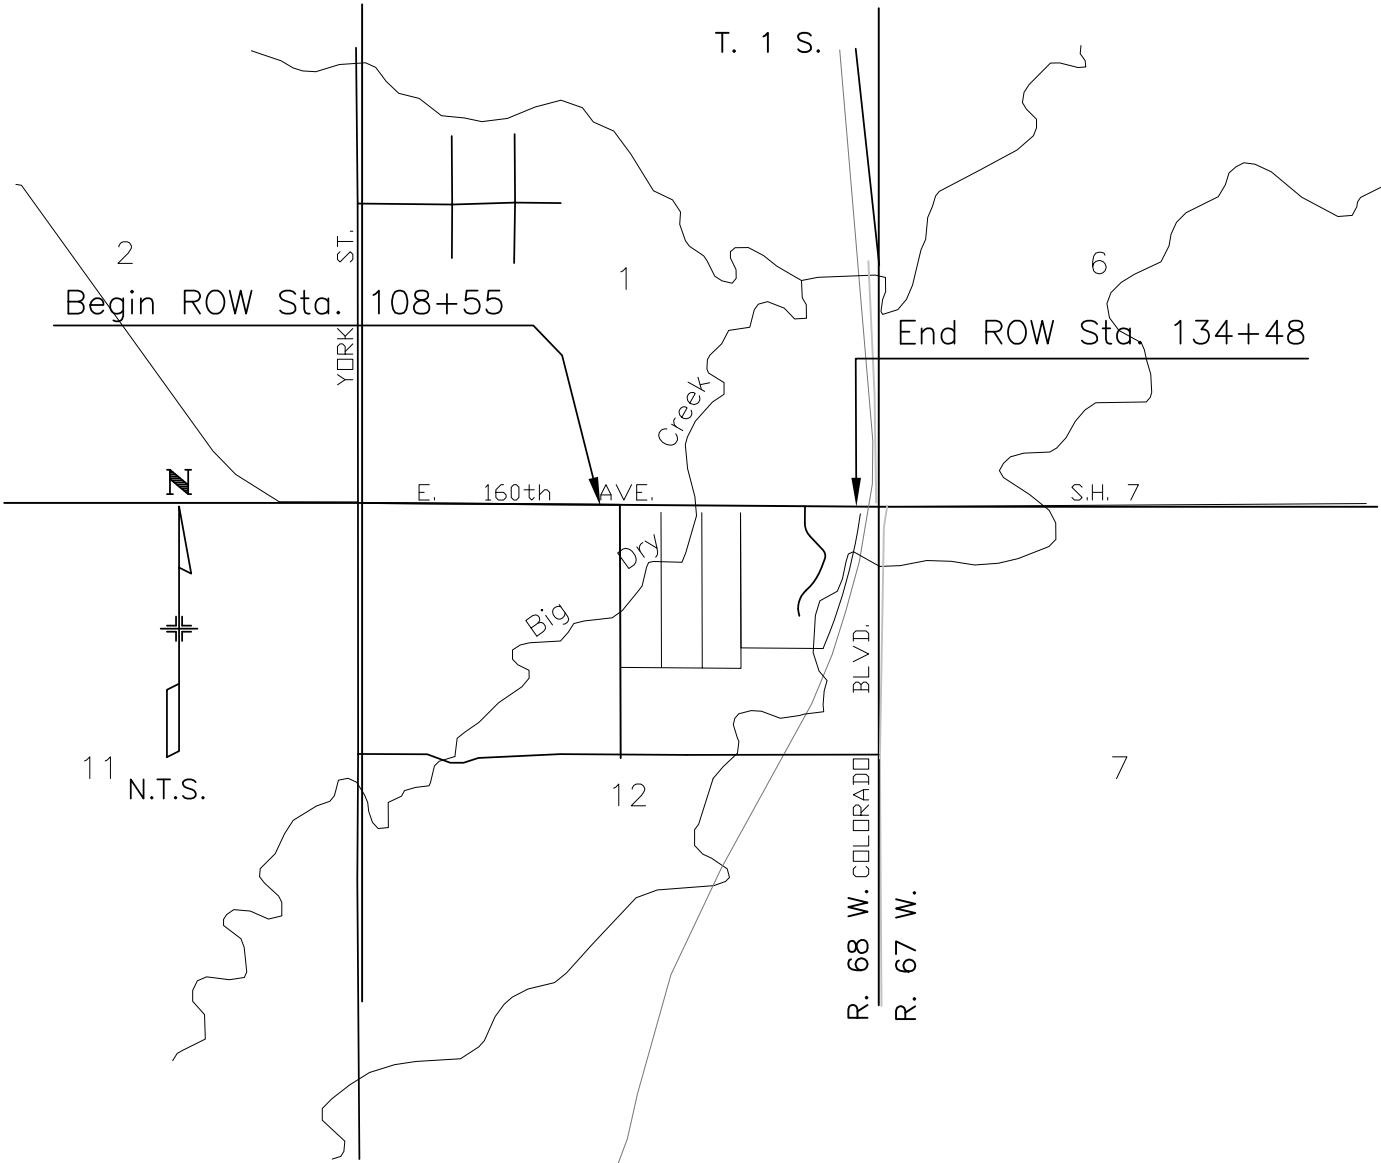 T. 1 S.
2
YORK ST.
1
6
Begin ROW Sta. 108+55
End ROW Sta. 134+48
N
E. 160th AVE.
S.H. 7
Big Dry Creek
11
N.T.S.
12
7
COLORADO BLVD.
R. 68 W.
R. 67 W.